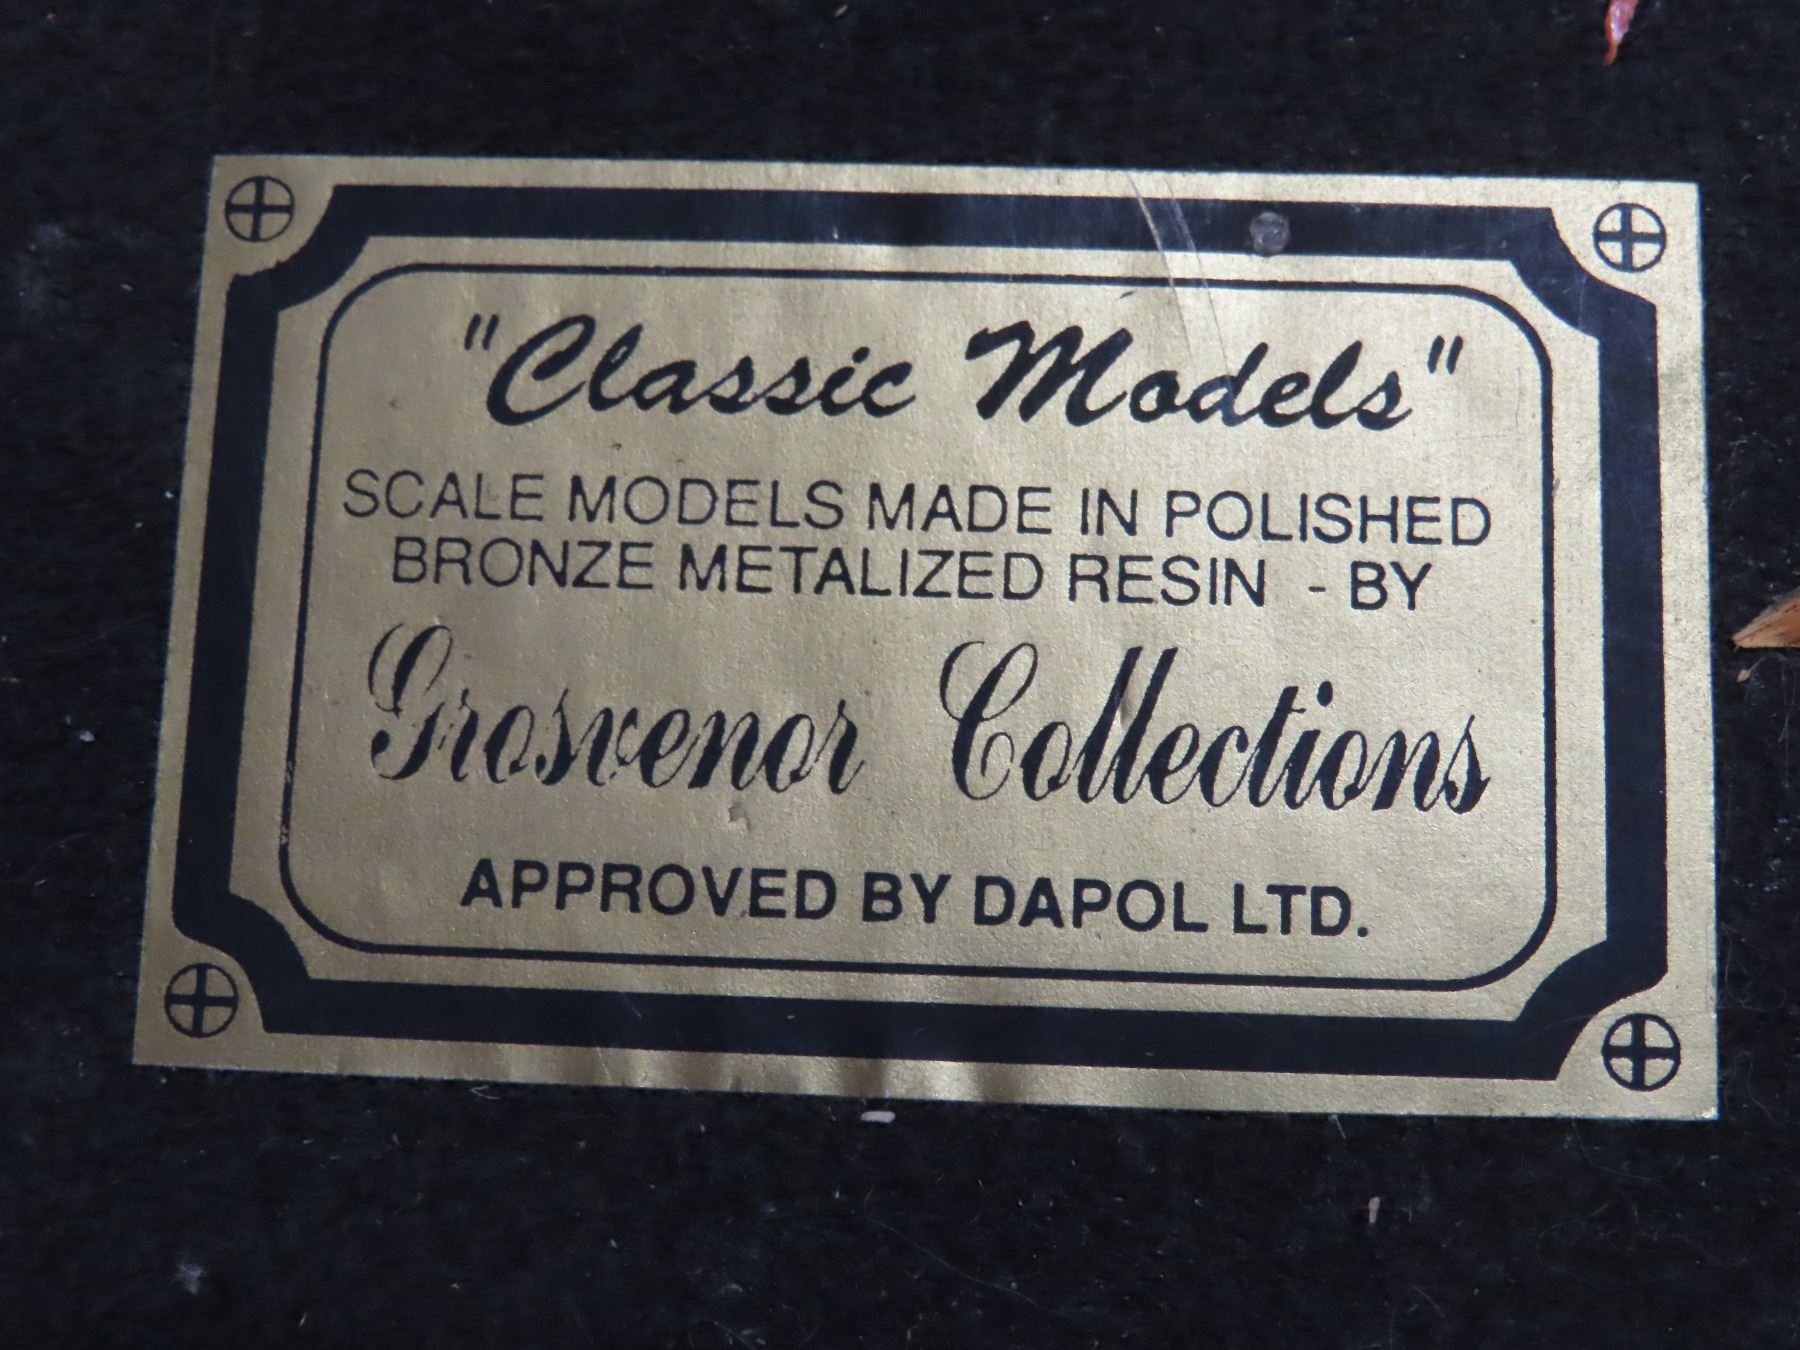 "Classic Models"
SCALE MODELS MADE IN POLISHED
BRONZE METALIZED RESIN - BY
Grosvenor Collections
APPROVED BY DAPOL LTD.